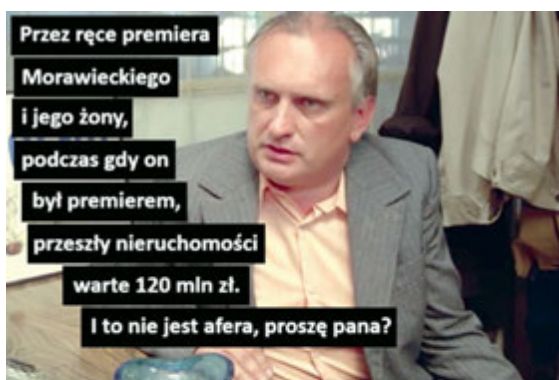 Przez ręce premiera
Morawieckiego
i jego żony,
podczas gdy on
był premierem,
przeszły nieruchomości
warte 120 mln zł.
I to nie jest afera, proszę pana?